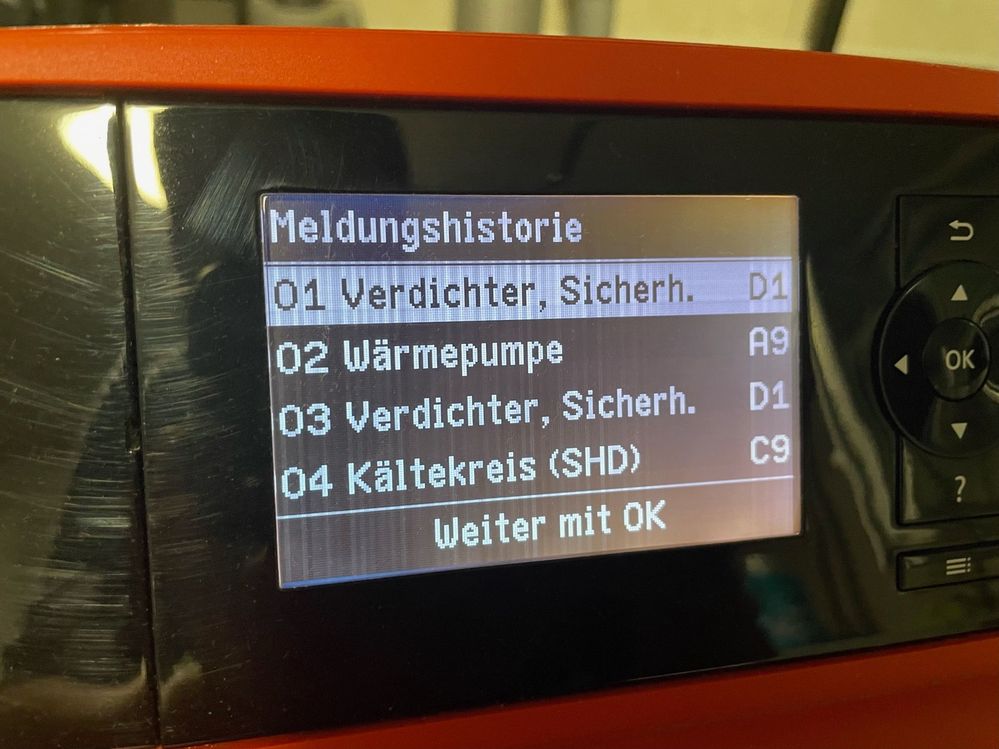 Meldungshistorie
01 Verdichter, Sicherh. D1
02 Wärmepumpe A9
03 Verdichter, Sicherh. D1
04 Kältekreis (SHD) C9
Weiter mit OK
OK
?